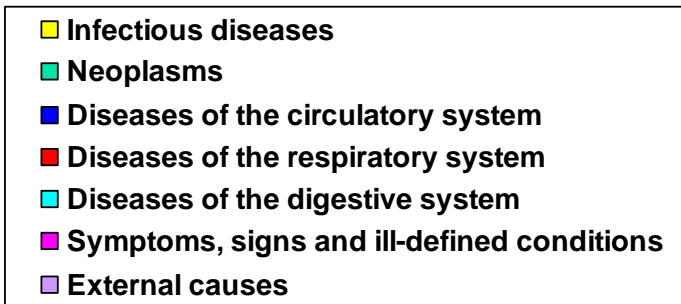 Infectious diseases
Neoplasms
Diseases of the circulatory system
Diseases of the respiratory system
Diseases of the digestive system
Symptoms, signs and ill-defined conditions
External causes